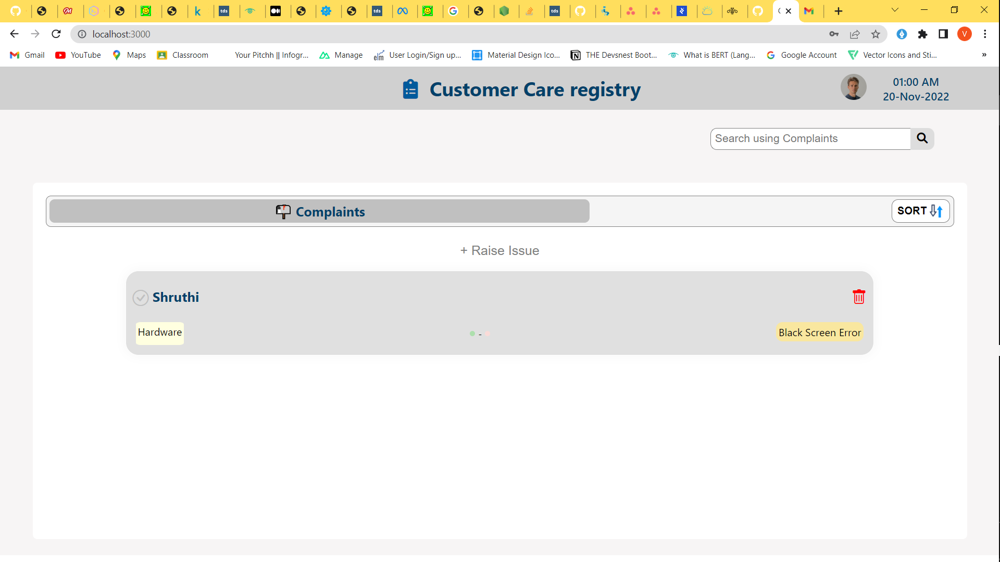 localhost:3000
V
Gmail
YouTube
Maps
Classroom
Your Pitchh || Infogr...
Manage
User Login/Sign up...
Material Design Ico...
THE Devsnest Boot...
What is BERT (Lang...
Google Account
Vector Icons and Sti...
»
Customer Care registry
01:00 AM
20-Nov-2022
Search using Complaints
Complaints
SORT
+ Raise Issue
Shruthi
Hardware
-
Black Screen Error